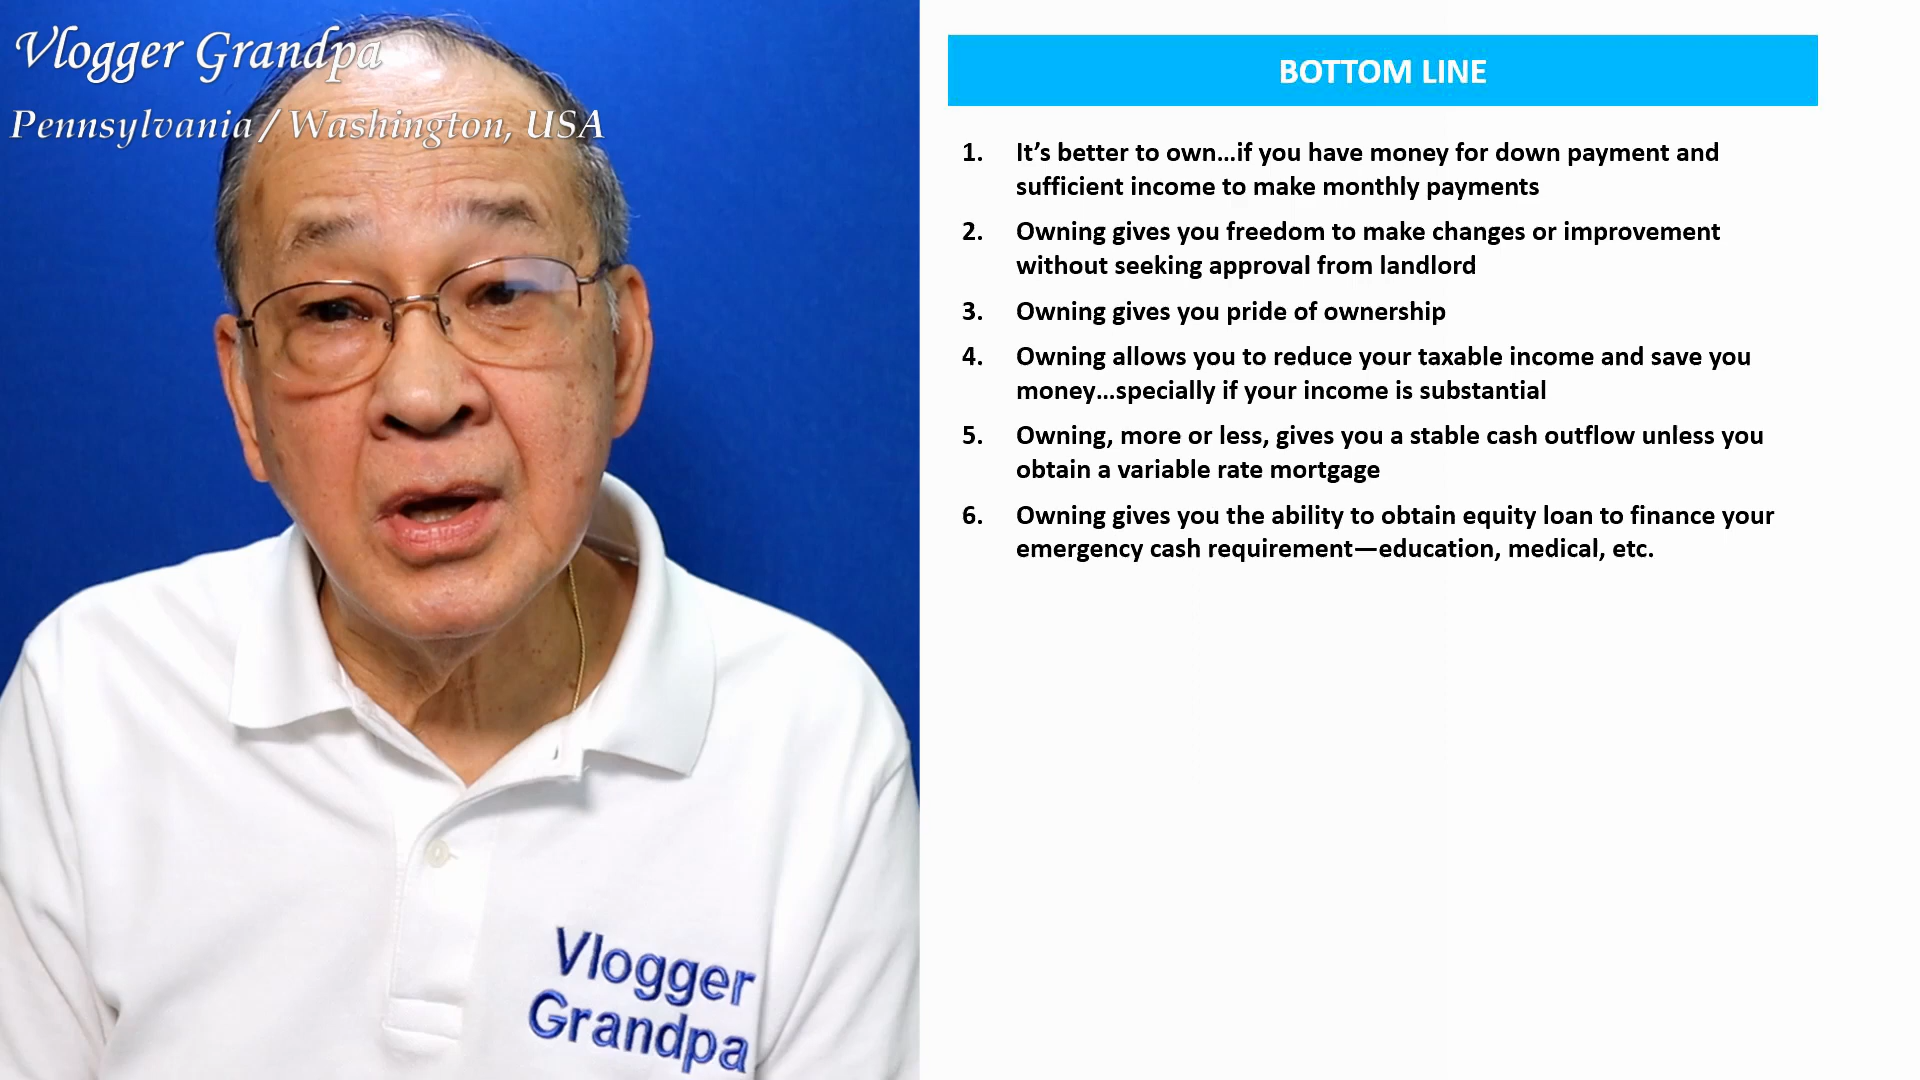 Vlogger Grandpa
Pennsylvania / Washington, USA
Vlogger
Grandpa
BOTTOM LINE
1. It’s better to own...if you have money for down payment and
sufficient income to make monthly payments
2. Owning gives you freedom to make changes or improvement
without seeking approval from landlord
3. Owning gives you pride of ownership
4. Owning allows you to reduce your taxable income and save you
money...specially if your income is substantial
5. Owning, more or less, gives you a stable cash outflow unless you
obtain a variable rate mortgage
6. Owning gives you the ability to obtain equity loan to finance your
emergency cash requirement—education, medical, etc.